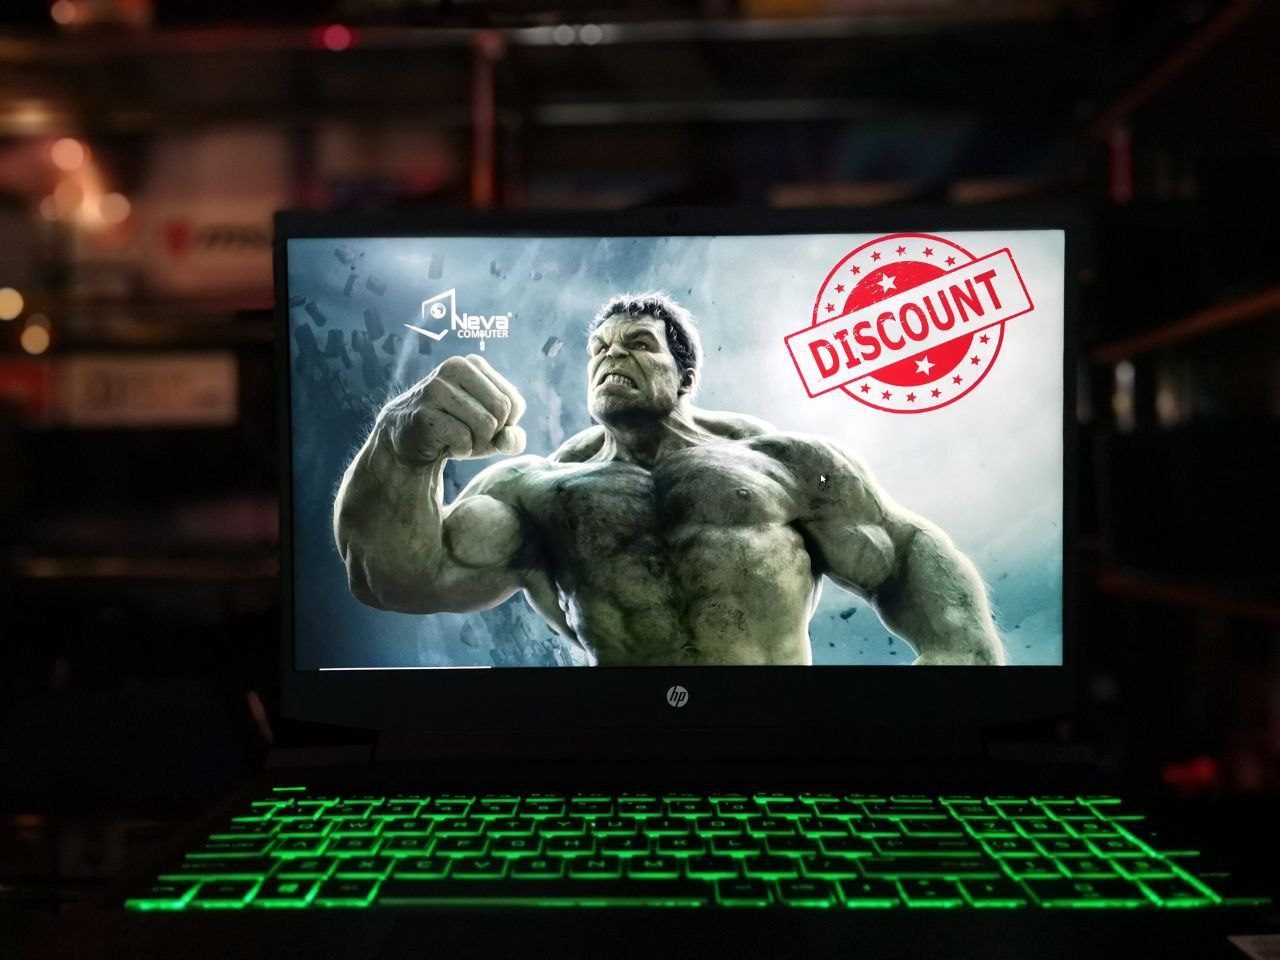 Neva®
COMPUTER
DISCOUNT
hp
Q W E R T Y U I O P
A S D F G H J K L
Z X C V B N M